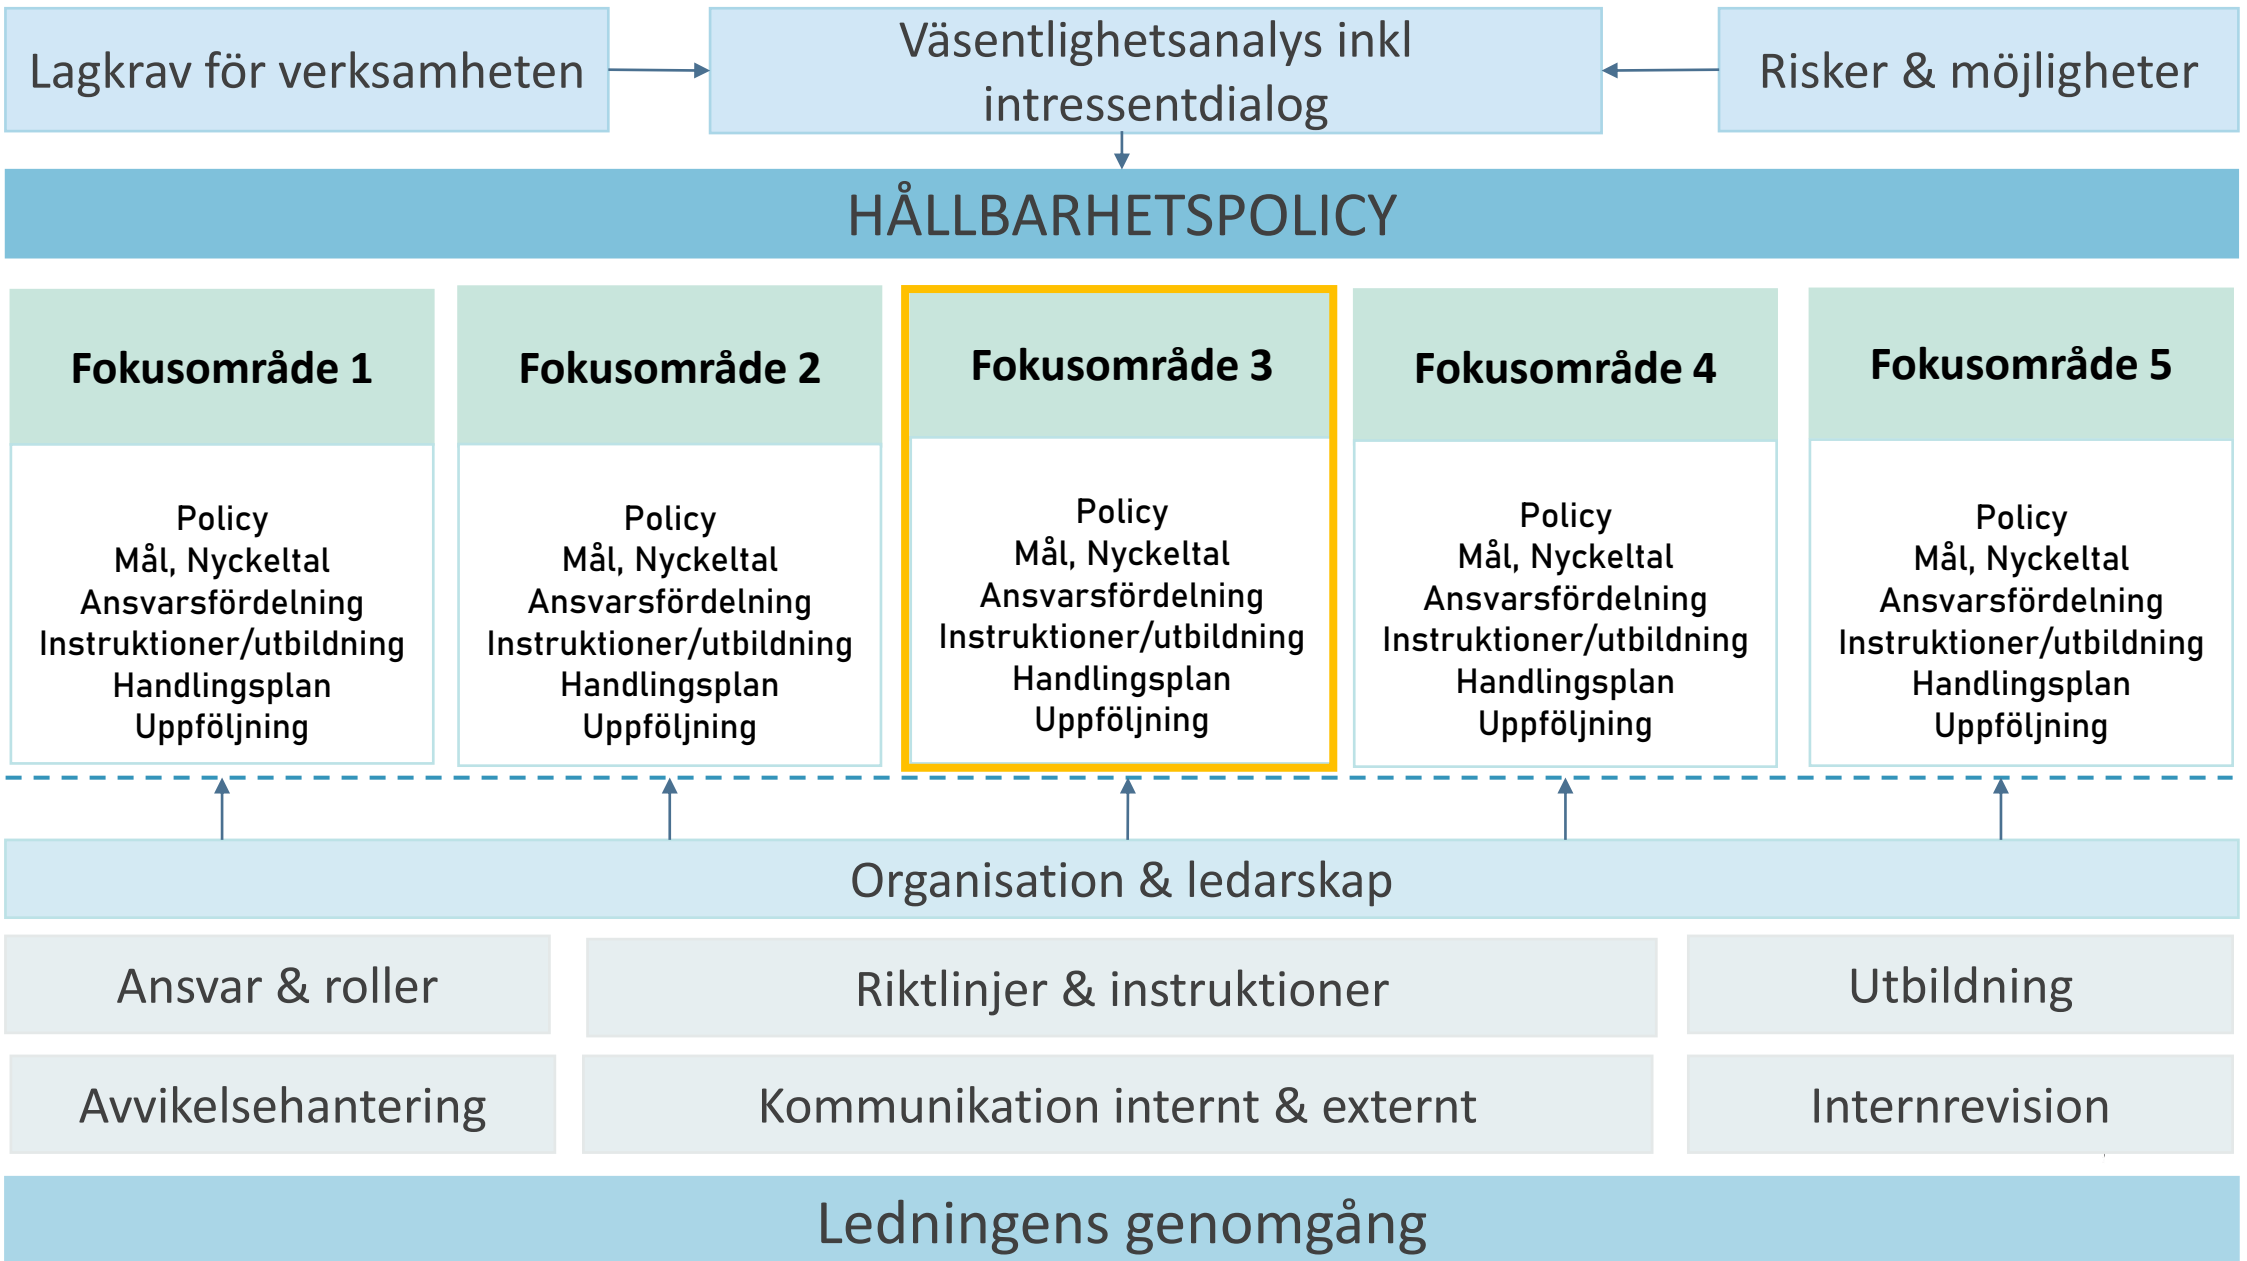 Lagkrav för verksamheten
Väsentlighetsanalys inkl
intressentdialog
Risker & möjligheter
HÅLLBARHETSPOLICY
Fokusområde 1
Policy
Mål, Nyckeltal
Ansvarsfördelning
Instruktioner/utbildning
Handlingsplan
Uppföljning
Fokusområde 2
Policy
Mål, Nyckeltal
Ansvarsfördelning
Instruktioner/utbildning
Handlingsplan
Uppföljning
Fokusområde 3
Policy
Mål, Nyckeltal
Ansvarsfördelning
Instruktioner/utbildning
Handlingsplan
Uppföljning
Fokusområde 4
Policy
Mål, Nyckeltal
Ansvarsfördelning
Instruktioner/utbildning
Handlingsplan
Uppföljning
Fokusområde 5
Policy
Mål, Nyckeltal
Ansvarsfördelning
Instruktioner/utbildning
Handlingsplan
Uppföljning
Organisation & ledarskap
Ansvar & roller
Riktlinjer & instruktioner
Utbildning
Avvikelsehantering
Kommunikation internt & externt
Internrevision
Ledningens genomgång